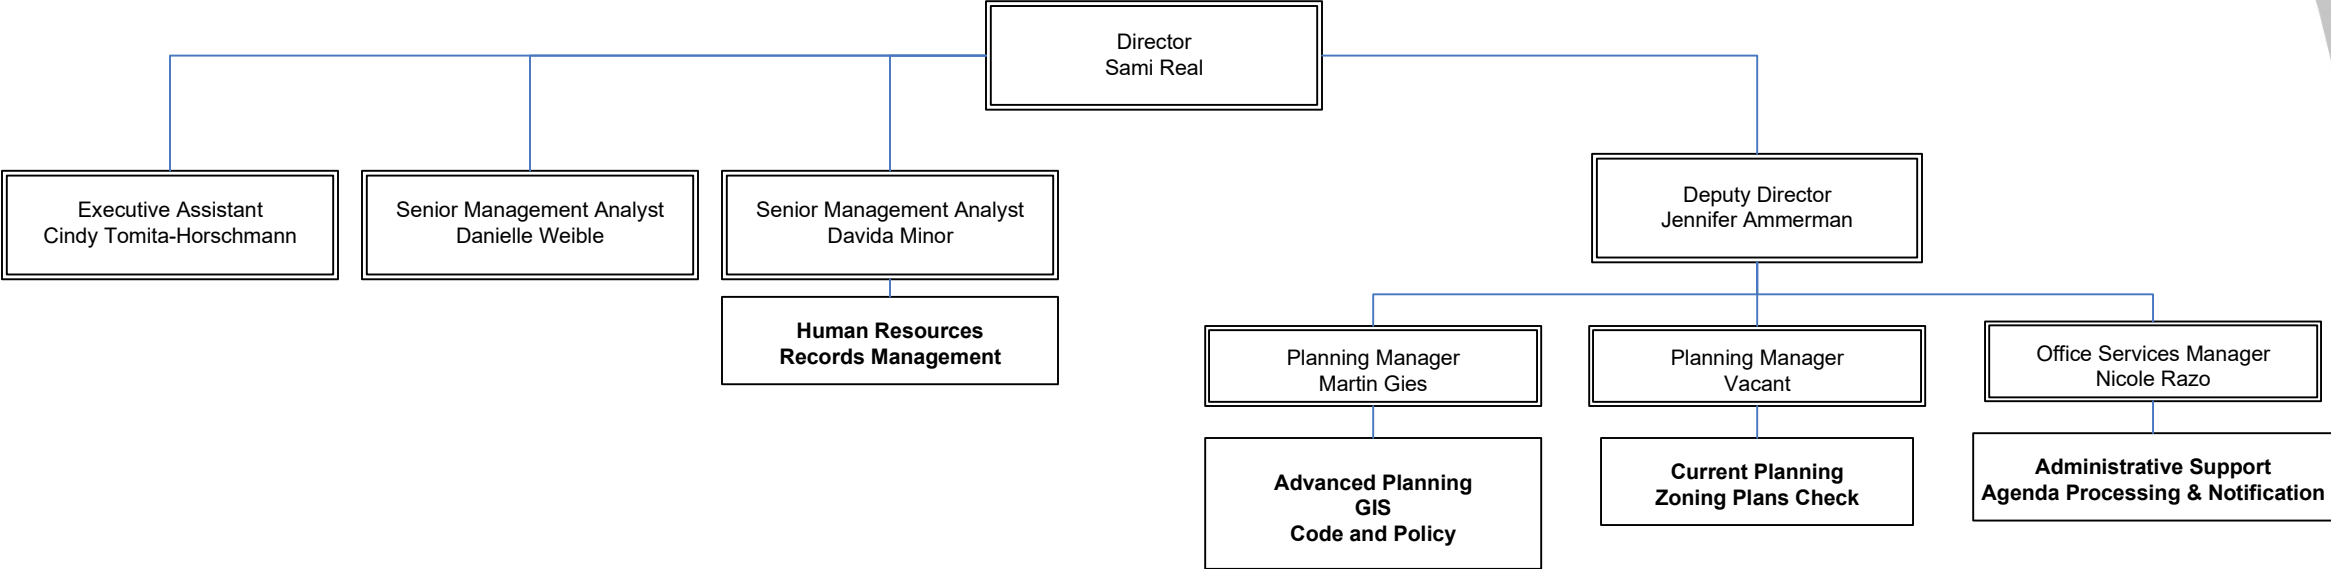 Director
Sami Real
Executive Assistant
Cindy Tomita-Horschmann
Senior Management Analyst
Danielle Weible
Senior Management Analyst
Davida Minor
Human Resources
Records Management
Deputy Director
Jennifer Ammerman
Planning Manager
Martin Gies
Advanced Planning
GIS
Code and Policy
Planning Manager
Vacant
Current Planning
Zoning Plans Check
Office Services Manager
Nicole Razo
Administrative Support
Agenda Processing & Notification